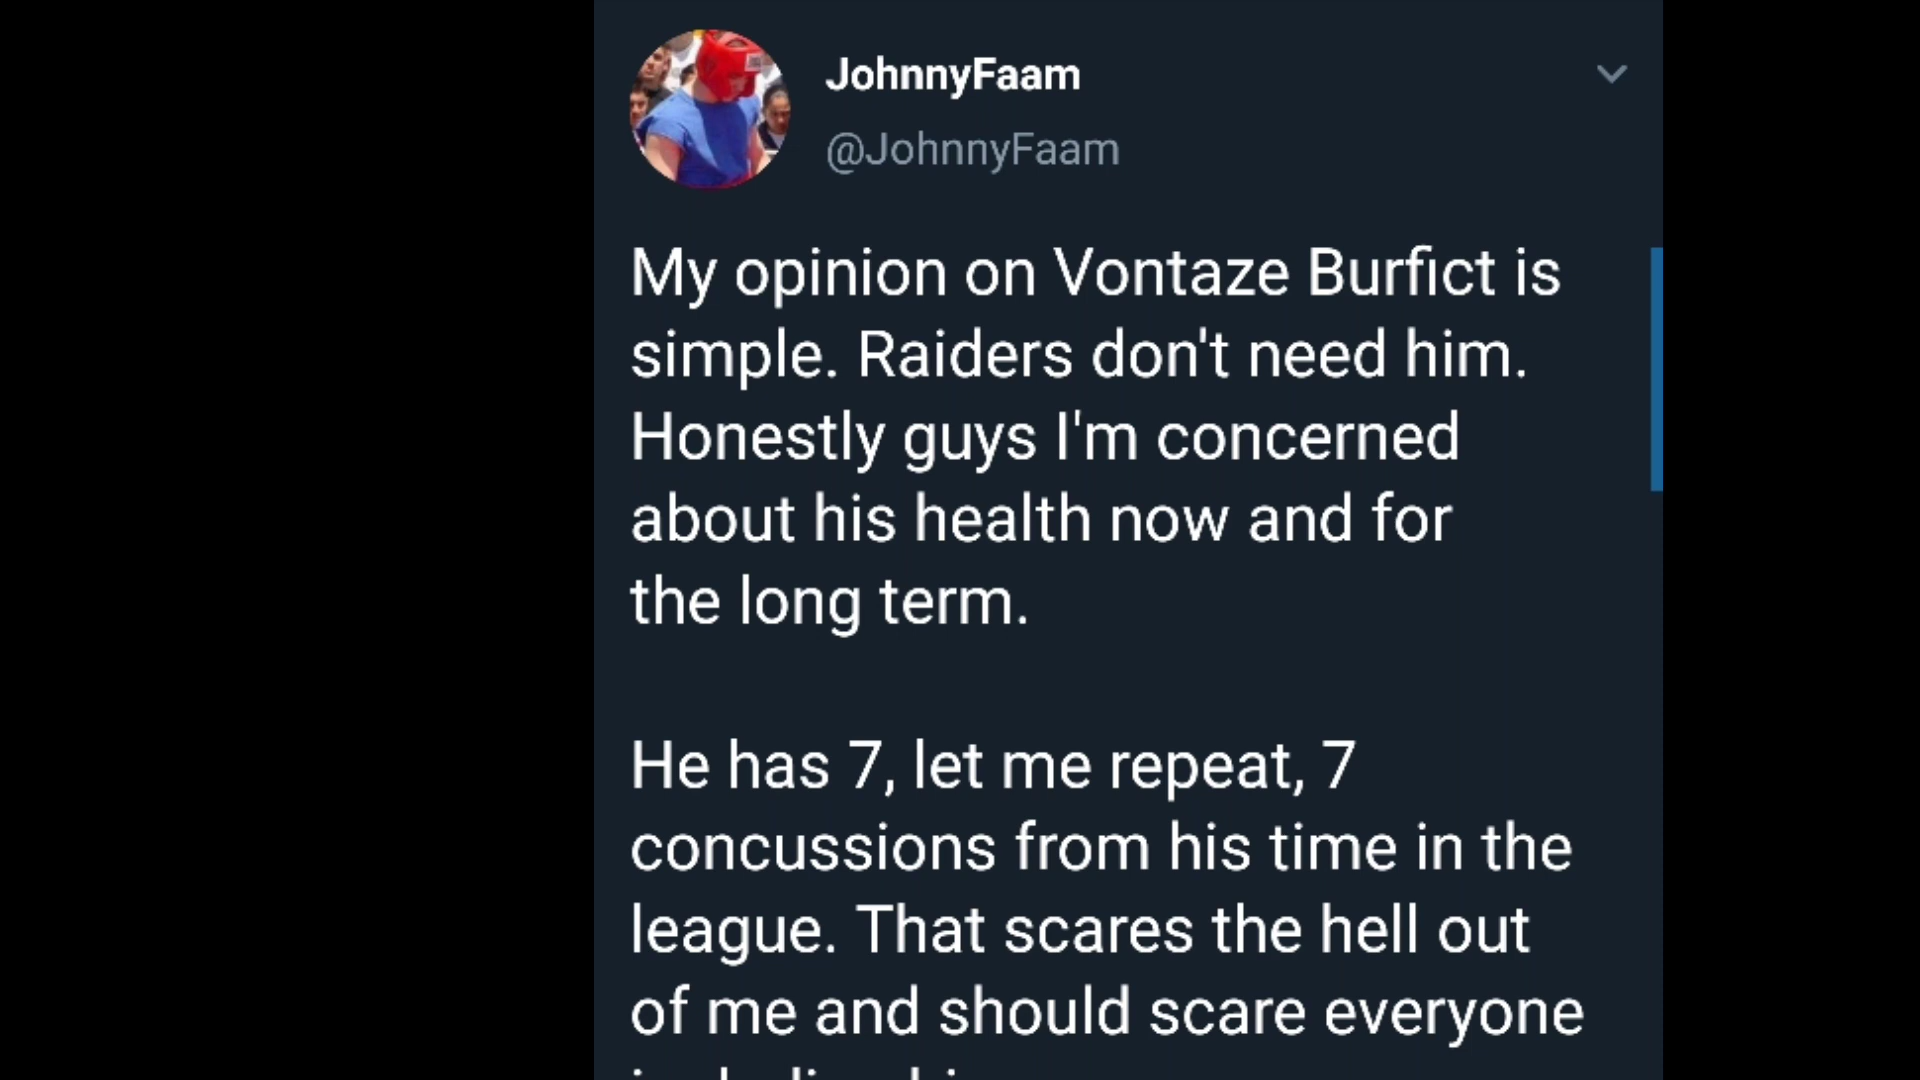 JohnnyFaam
@JohnnyFaam
My opinion on Vontaze Burfict is
simple. Raiders don't need him.
Honestly guys I'm concerned
about his health now and for
the long term.
He has 7, let me repeat, 7
concussions from his time in the
league. That scares the hell out
of me and should scare everyone